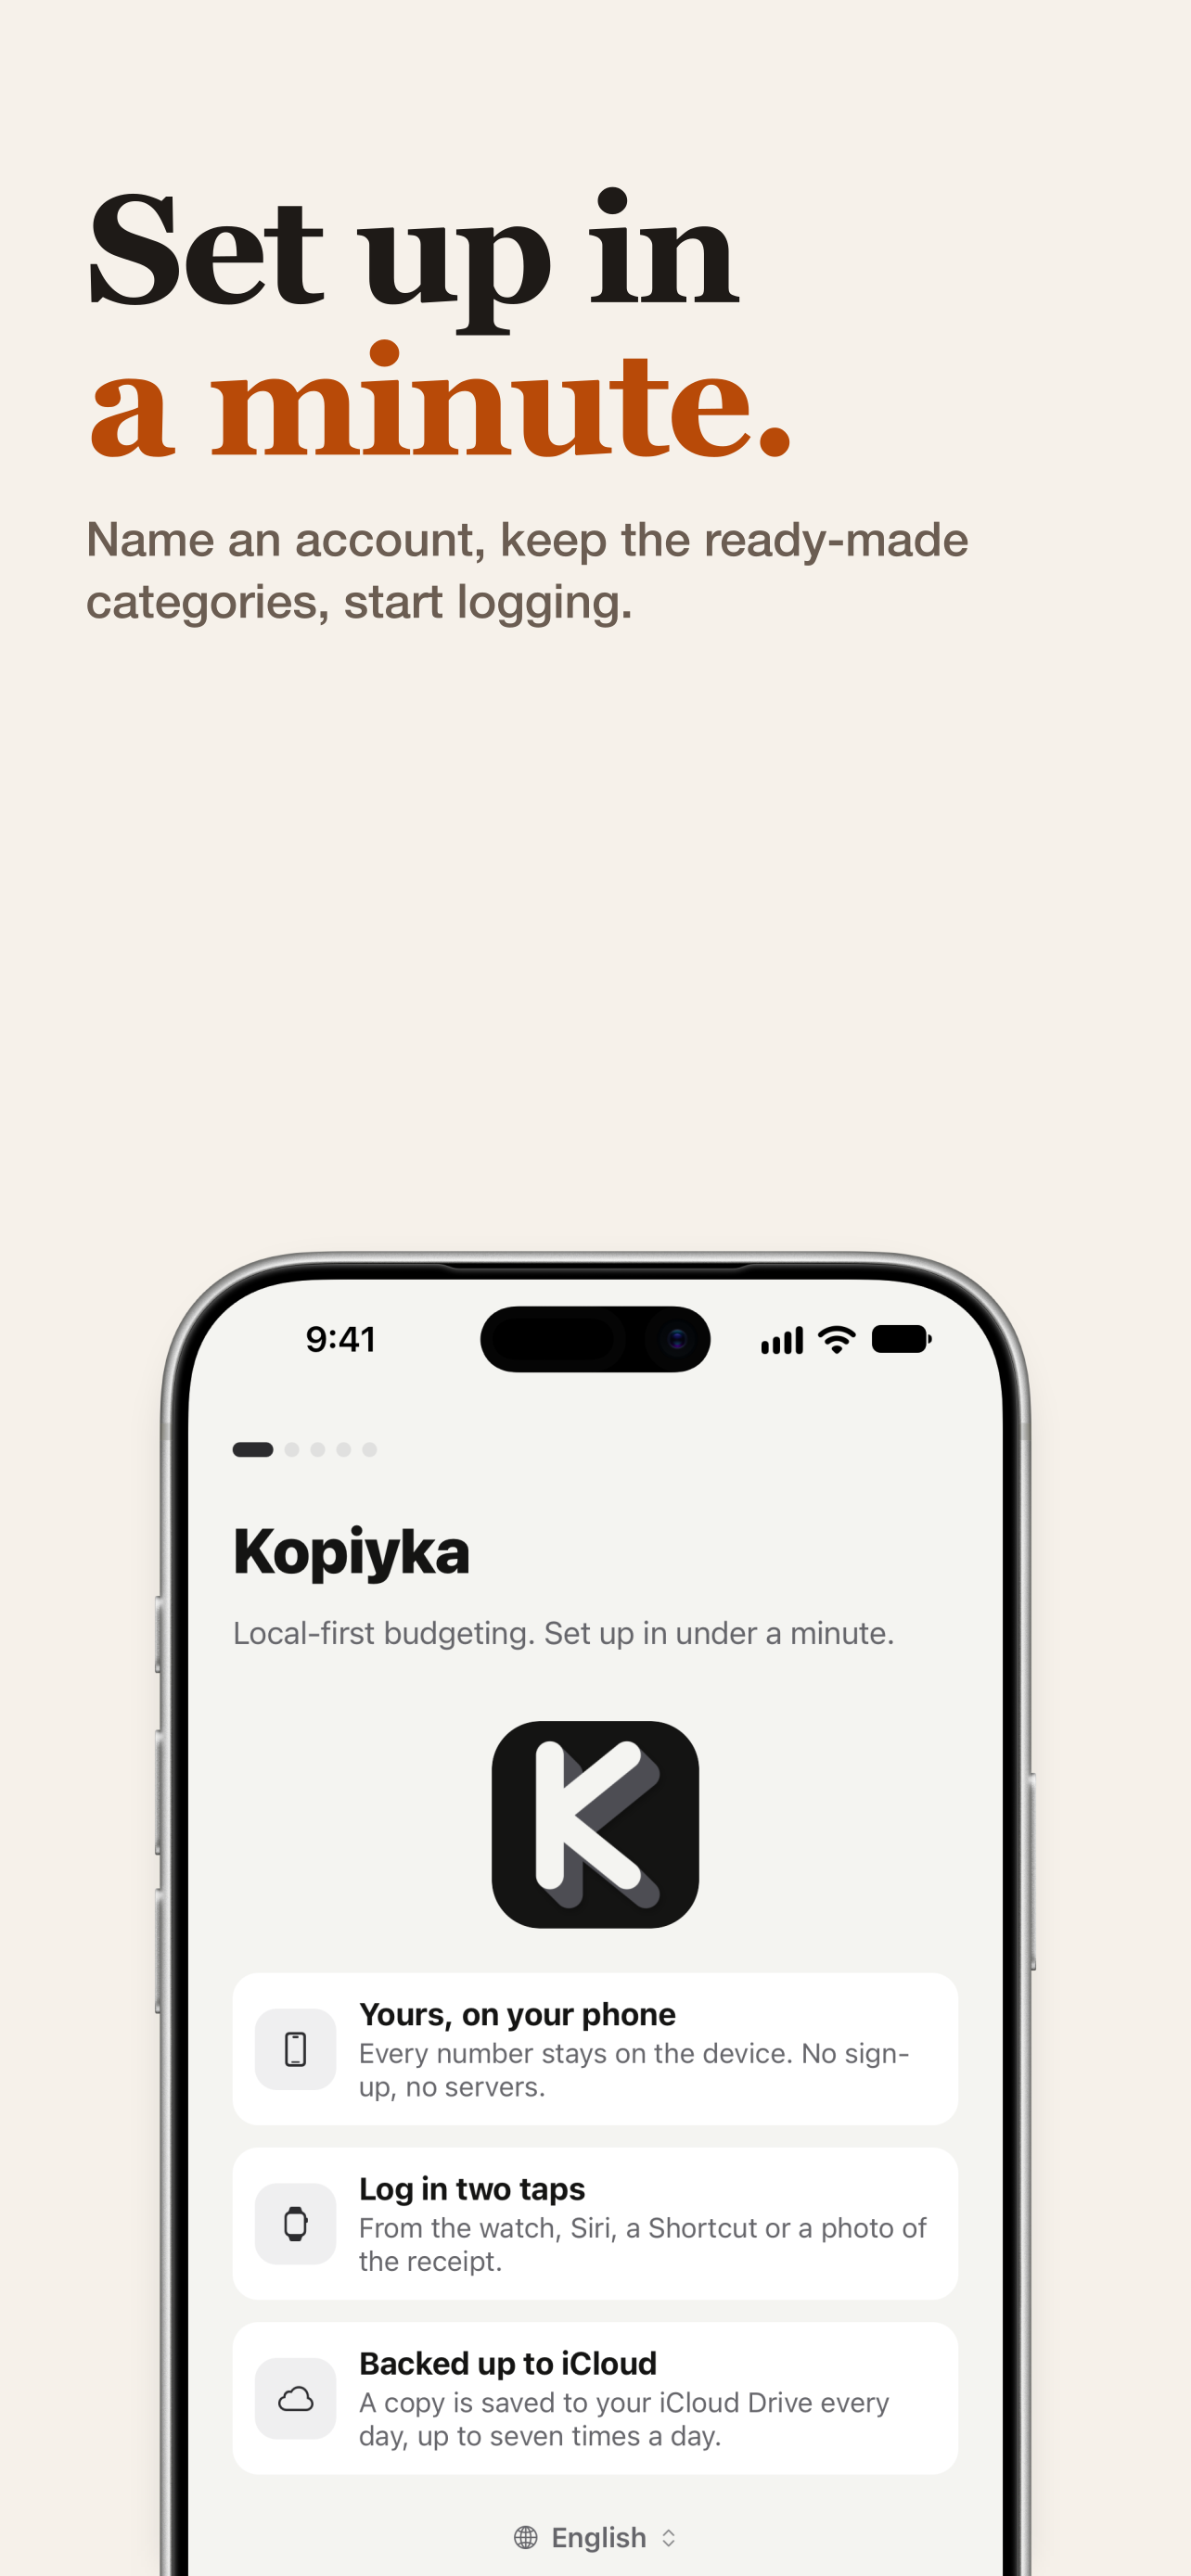 Set up in
a minute.
Name an account, keep the ready-made
categories, start logging.
9:41
Kopiyka
Local-first budgeting. Set up in under a minute.
K
Yours, on your phone
Every number stays on the device. No sign-
up, no servers.
Log in two taps
From the watch, Siri, a Shortcut or a photo of
the receipt.
Backed up to iCloud
A copy is saved to your iCloud Drive every
day, up to seven times a day.
English